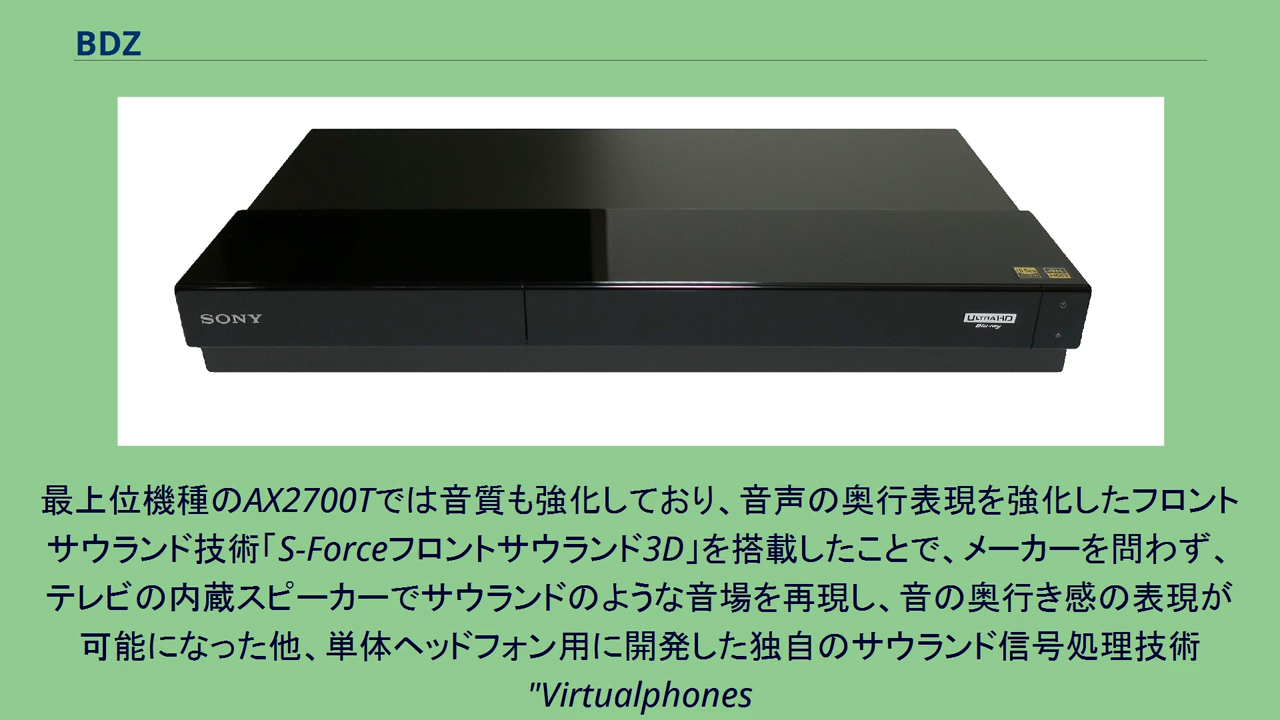 BDZ
SONY
ULTRA HD
Blu-ray
最上位機種のAX2700Tでは音質も強化しており、音声の奥行表現を強化したフロント
サウランド技術「S-Forceフロントサウランド3D」を搭載したことで、メーカーを問わず、
テレビの内蔵スピーカーでサウランドのような音場を再現し、音の奥行き感の表現が
可能になった他、単体ヘッドフォン用に開発した独自のサウランド信号処理技術
"Virtualphones